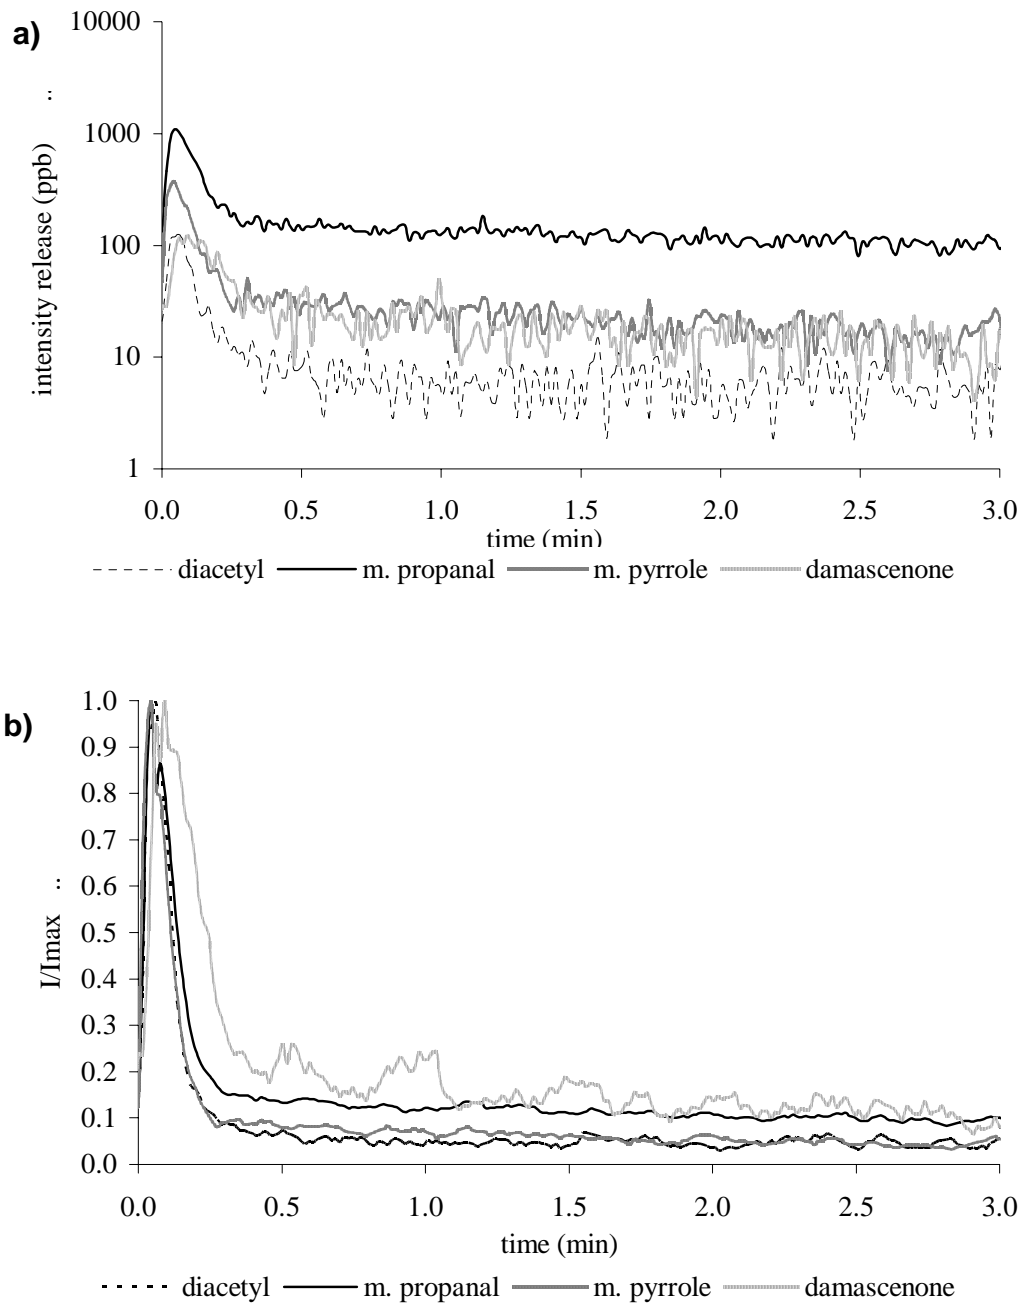 a)
10000
1000
100
10
1
intensity release (ppb) ..
0.0 0.5 1.0 1.5 2.0 2.5 3.0
time (min)
diacetyl m. propanal m. pyrrole damascenone
b)
1.0
0.9
0.8
0.7
0.6
0.5
0.4
0.3
0.2
0.1
0.0
I/Imax ..
0.0 0.5 1.0 1.5 2.0 2.5 3.0
time (min)
diacetyl m. propanal m. pyrrole damascenone